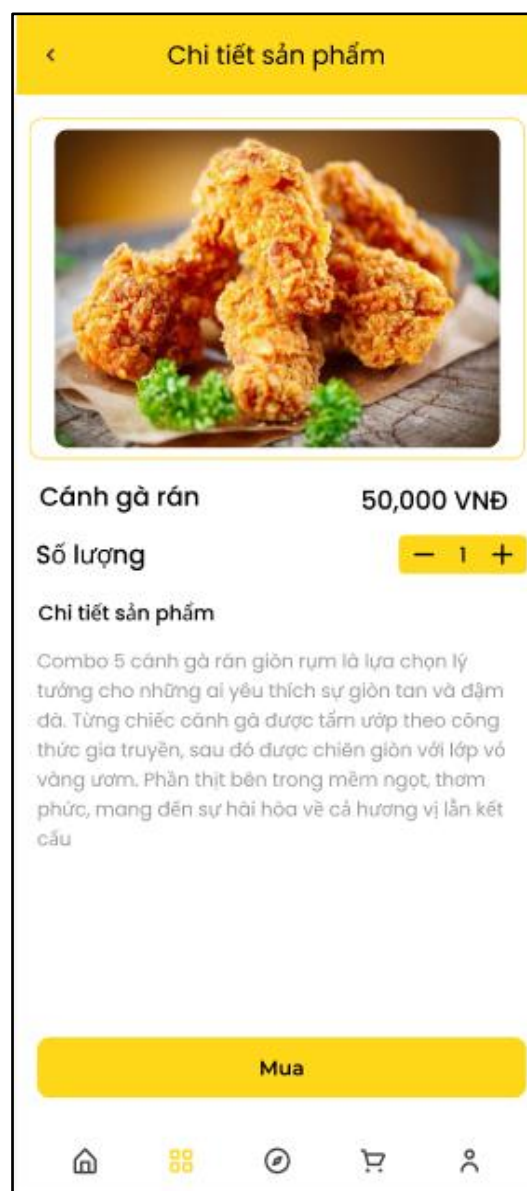 Chi tiết sản phẩm
Cánh gà rán 50,000 VNĐ
Số lượng 1
Chi tiết sản phẩm
Combo 5 cánh gà rán giòn rụm là lựa chọn lý
tưởng cho những ai yêu thích sự giòn tan và đậm
đà. Từng chiếc cánh gà được tẩm ướp theo công
thức gia truyền, sau đó được chiên giòn với lớp vỏ
vàng ươm. Phần thịt bên trong mềm ngọt, thơm
phức, mang đến sự hài hòa về cả hương vị lẫn kết
cấu
Mua